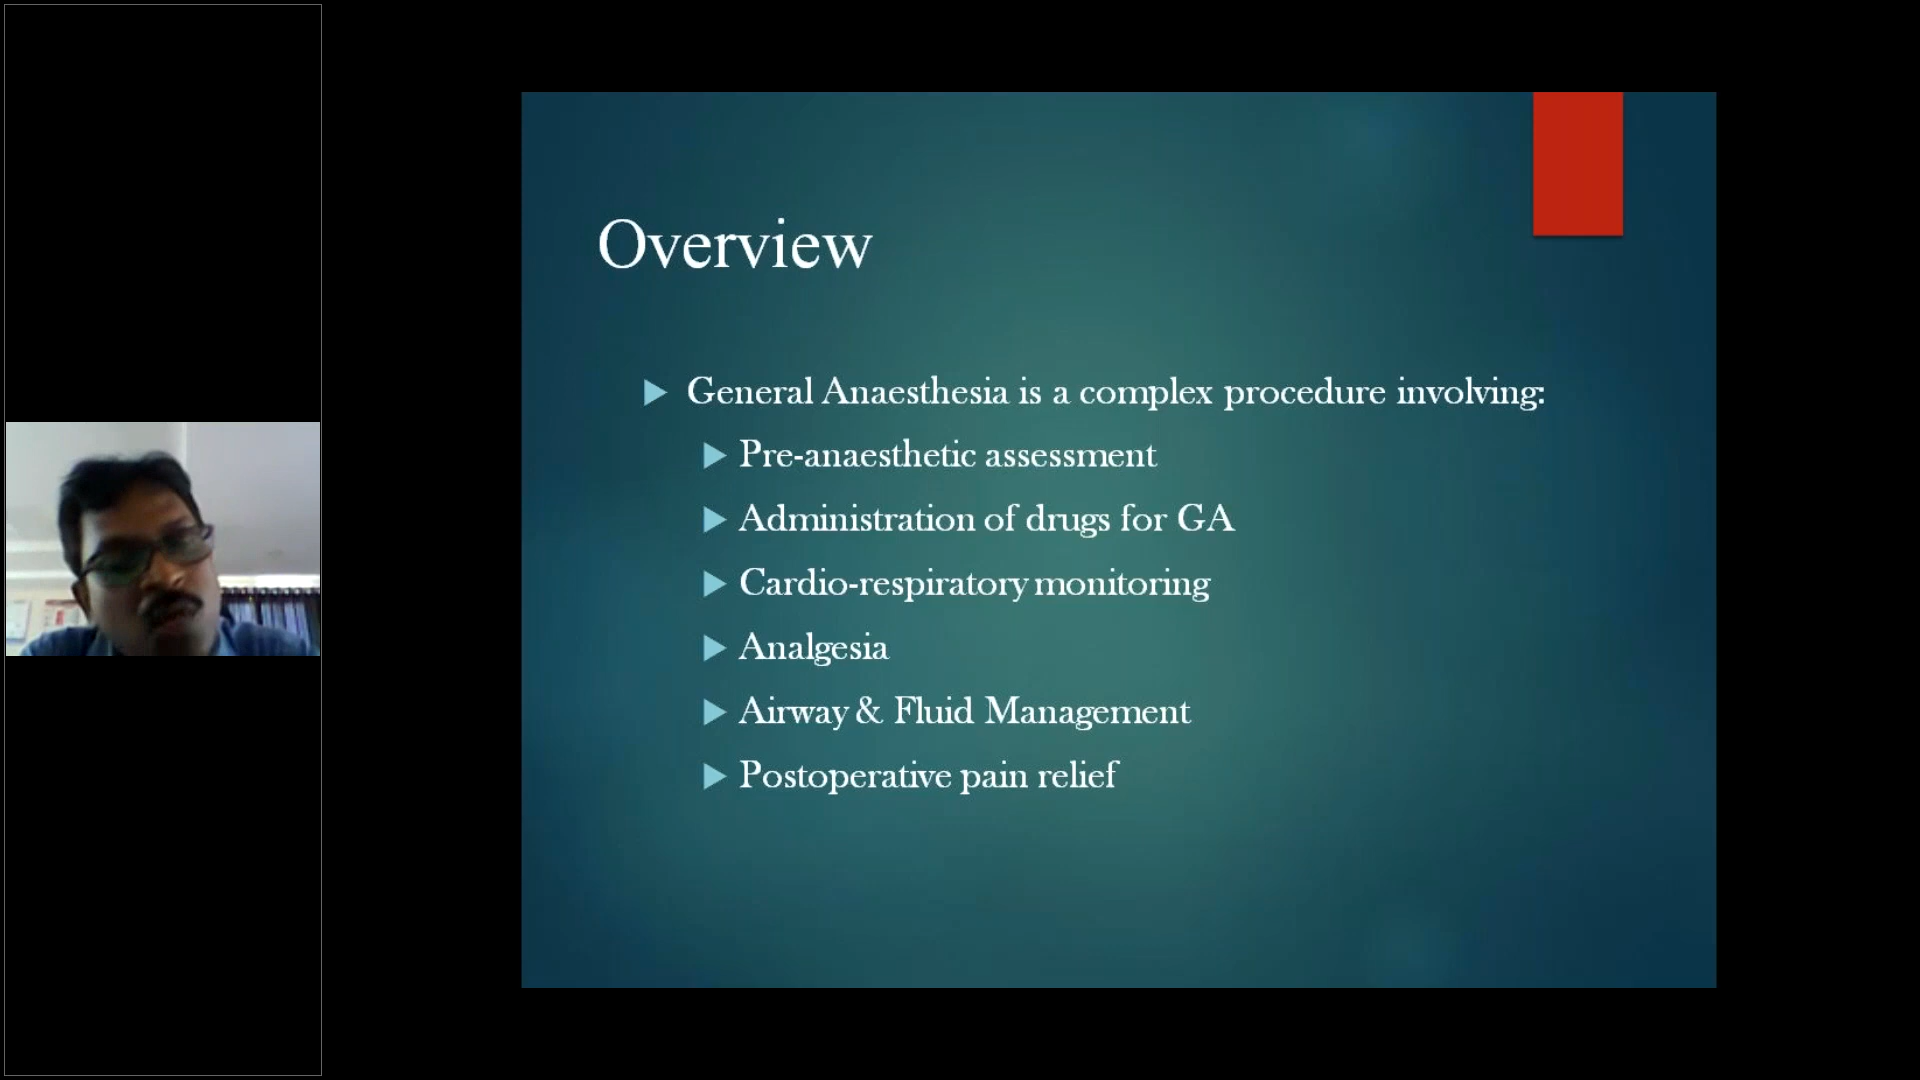 Overview
General Anaesthesia is a complex procedure involving:
Pre-anaesthetic assessment
Administration of drugs for GA
Cardio-respiratory monitoring
Analgesia
Airway & Fluid Management
Postoperative pain relief